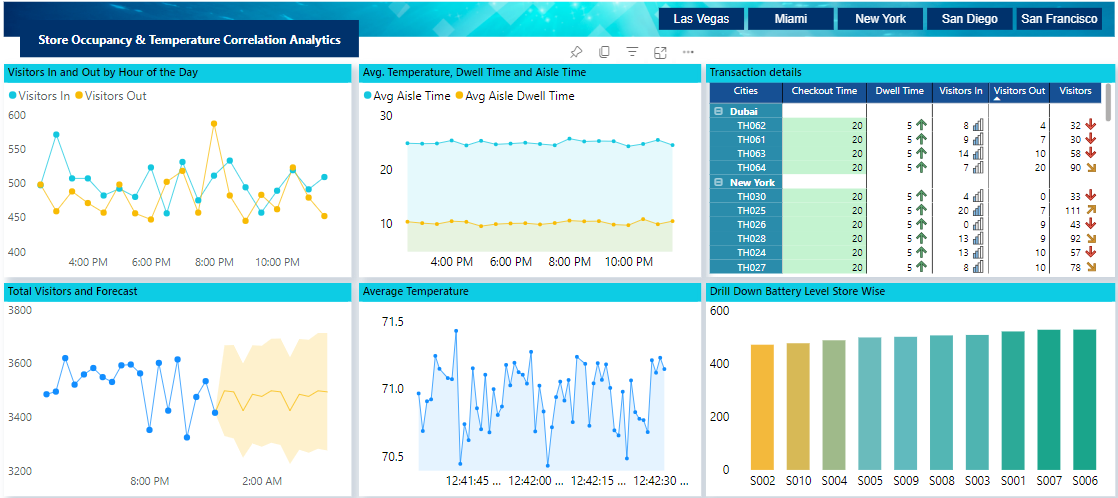 Las Vegas Miami New York San Diego San Francisco
Store Occupancy & Temperature Correlation Analytics
Visitors In and Out by Hour of the Day
Visitors In Visitors Out
600
550
500
450
400
4:00 PM 6:00 PM 8:00 PM 10:00 PM
Avg. Temperature, Dwell Time and Aisle Time
Avg Aisle Time Avg Aisle Dwell Time
30
20
10
4:00 PM 6:00 PM 8:00 PM 10:00 PM
Transaction details
Cities Checkout Time Dwell Time Visitors In Visitors Out Visitors
Dubai
TH062 20 5 8 4 32
TH061 20 5 9 7 30
TH063 20 5 14 10 58
TH064 20 5 7 20 90
New York
TH030 20 5 4 0 33
TH025 20 5 20 7 111
TH026 20 5 0 9 43
TH028 20 5 13 9 92
TH024 20 5 13 10 57
TH027 20 5 8 10 78
Total Visitors and Forecast
3800
3600
3400
3200
8:00 PM 2:00 AM
Average Temperature
71.5
71.0
70.5
12:41:45 ... 12:42:00 ... 12:42:15 ... 12:42:30 ...
Drill Down Battery Level Store Wise
600
400
200
0
S002 S010 S004 S005 S009 S008 S003 S001 S007 S006